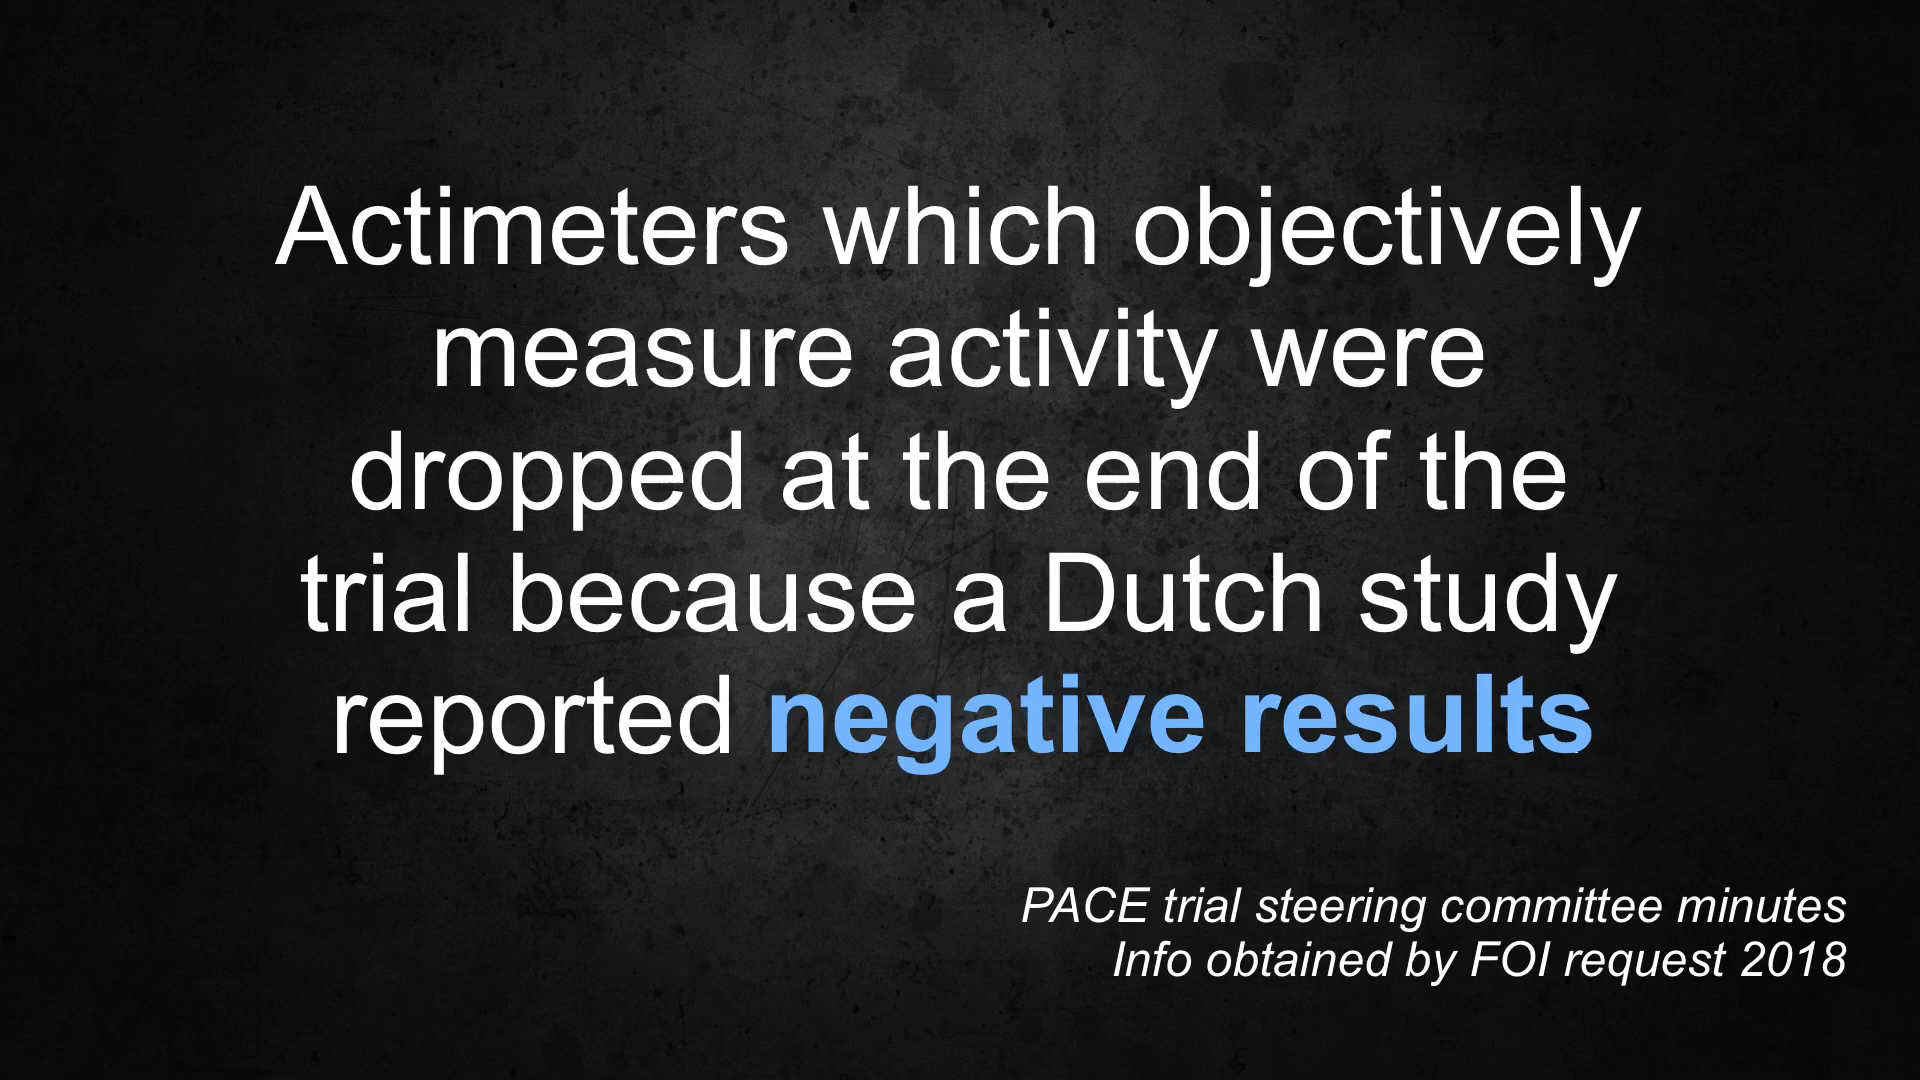 Actimeters which objectively
measure activity were
dropped at the end of the
trial because a Dutch study
reported negative results
PACE trial steering committee minutes
Info obtained by FOI request 2018